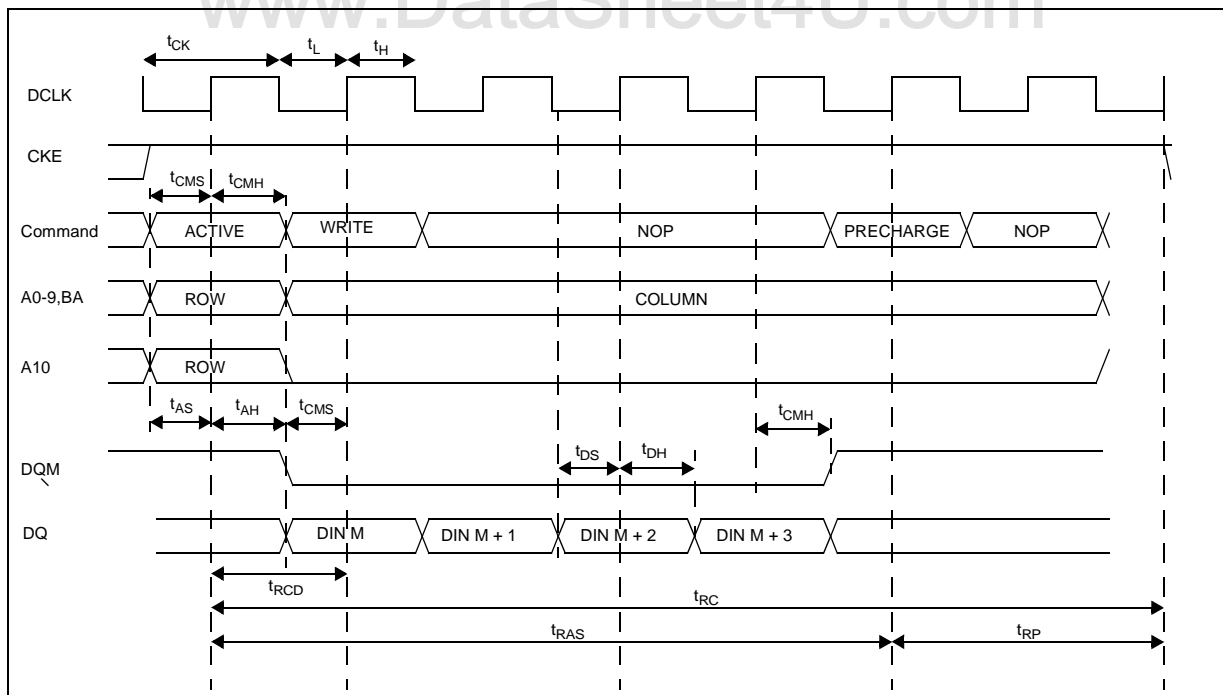 www.DataSheet4U.com
tCK tL tH
DCLK
CKE
tCMS tCMH
Command ACTIVE WRITE NOP PRECHARGE NOP
A0-9,BA ROW COLUMN
A10 ROW
tAS tAH tCMS tCMH
tDS tDH
DQM
DQ DIN M DIN M + 1 DIN M + 2 DIN M + 3
tRCD
tRC
tRAS tRP